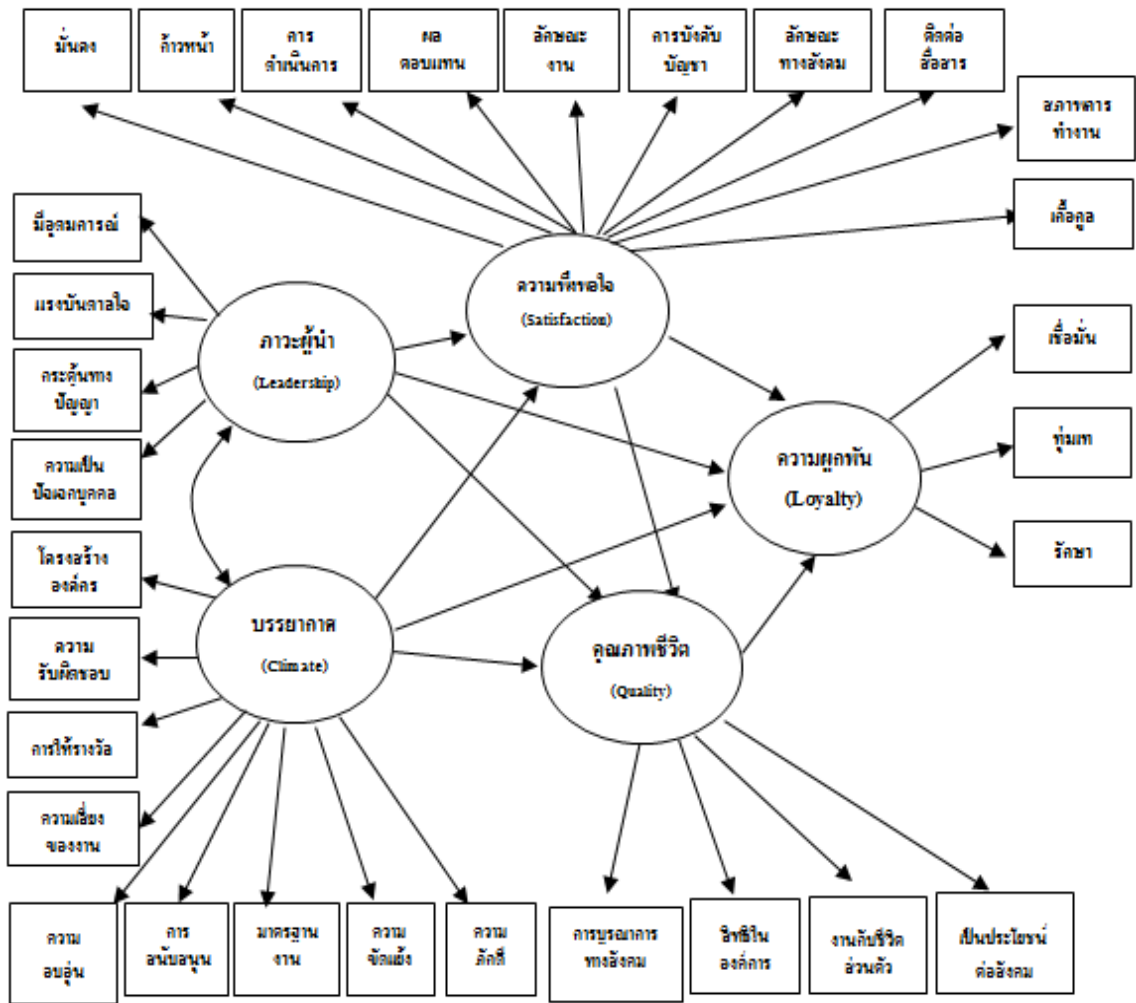 มั่นคง
ก้าวหน้า
การ
ดำเนินการ
ผล
ตอบแทน
ลักษณะ
งาน
การบังคับ
บัญชา
ลักษณะ
ทางสังคม
ติดต่อ
สื่อสาร
สภาพการ
ทำงาน
เกื้อกูล
มีอุดมการณ์
แรงบันดาลใจ
กระตุ้นทาง
ปัญญา
ความเป็น
ปัจเจกบุคคล
ความพึงพอใจ
(Satisfaction)
ภาวะผู้นำ
(Leadership)
เชื่อมั่น
ทุ่มเท
รักษา
ความผูกพัน
(Loyalty)
โครงสร้าง
องค์กร
ความ
รับผิดชอบ
การให้รางวัล
ความเสี่ยง
ของงาน
บรรยากาศ
(Climate)
คุณภาพชีวิต
(Quality)
ความ
อบอุ่น
การ
สนับสนุน
มาตรฐาน
งาน
ความ
ขัดแย้ง
ความ
ภักดี
การบูรณาการ
ทางสังคม
สิทธิใน
องค์การ
งานกับชีวิต
ส่วนตัว
เป็นประโยชน์
ต่อสังคม